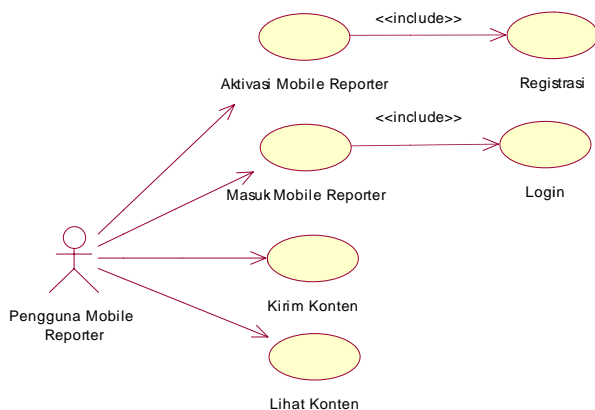 <<include>>
Aktivasi Mobile Reporter
Registrasi
<<include>>
Masuk Mobile Reporter
Login
Pengguna Mobile
Reporter
Kirim Konten
Lihat Konten